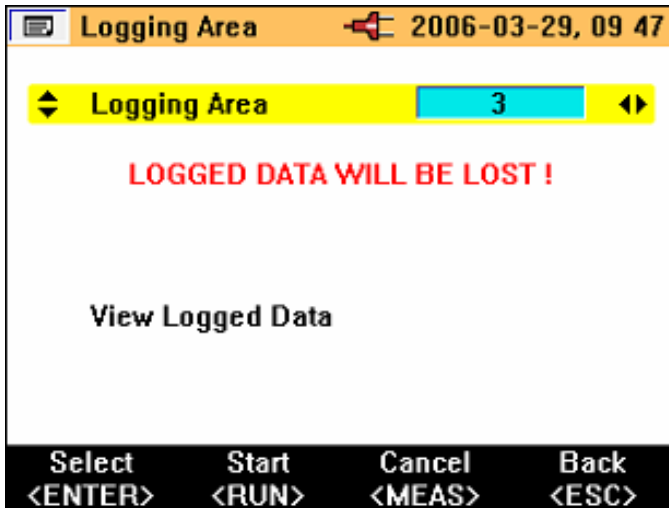 Logging Area 2006-03-29, 09 47
Logging Area 3
LOGGED DATA WILL BE LOST !
View Logged Data
Select Start Cancel Back
<ENTER> <RUN> <MEAS> <ESC>